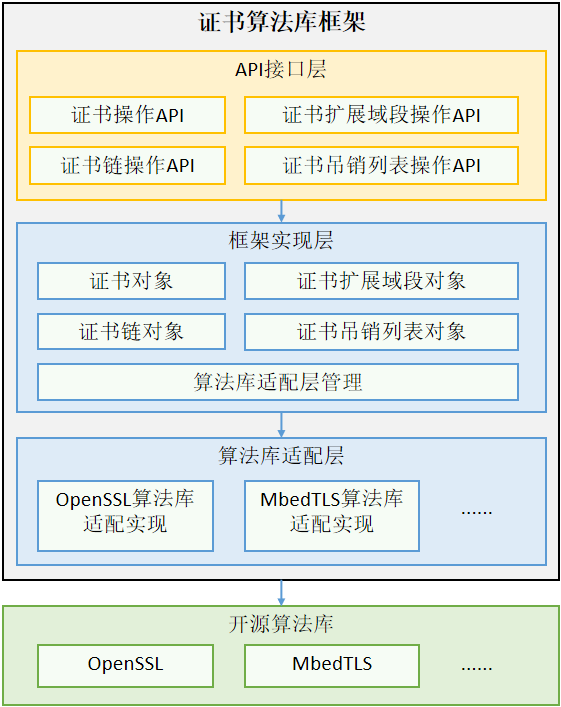 证书算法库框架
API接口层
证书操作API
证书扩展域段操作API
证书链操作API
证书吊销列表操作API
框架实现层
证书对象
证书扩展域段对象
证书链对象
证书吊销列表对象
算法库适配层管理
算法库适配层
OpenSSL算法库
适配实现
MbedTLS算法库
适配实现
......
开源算法库
OpenSSL
MbedTLS
......